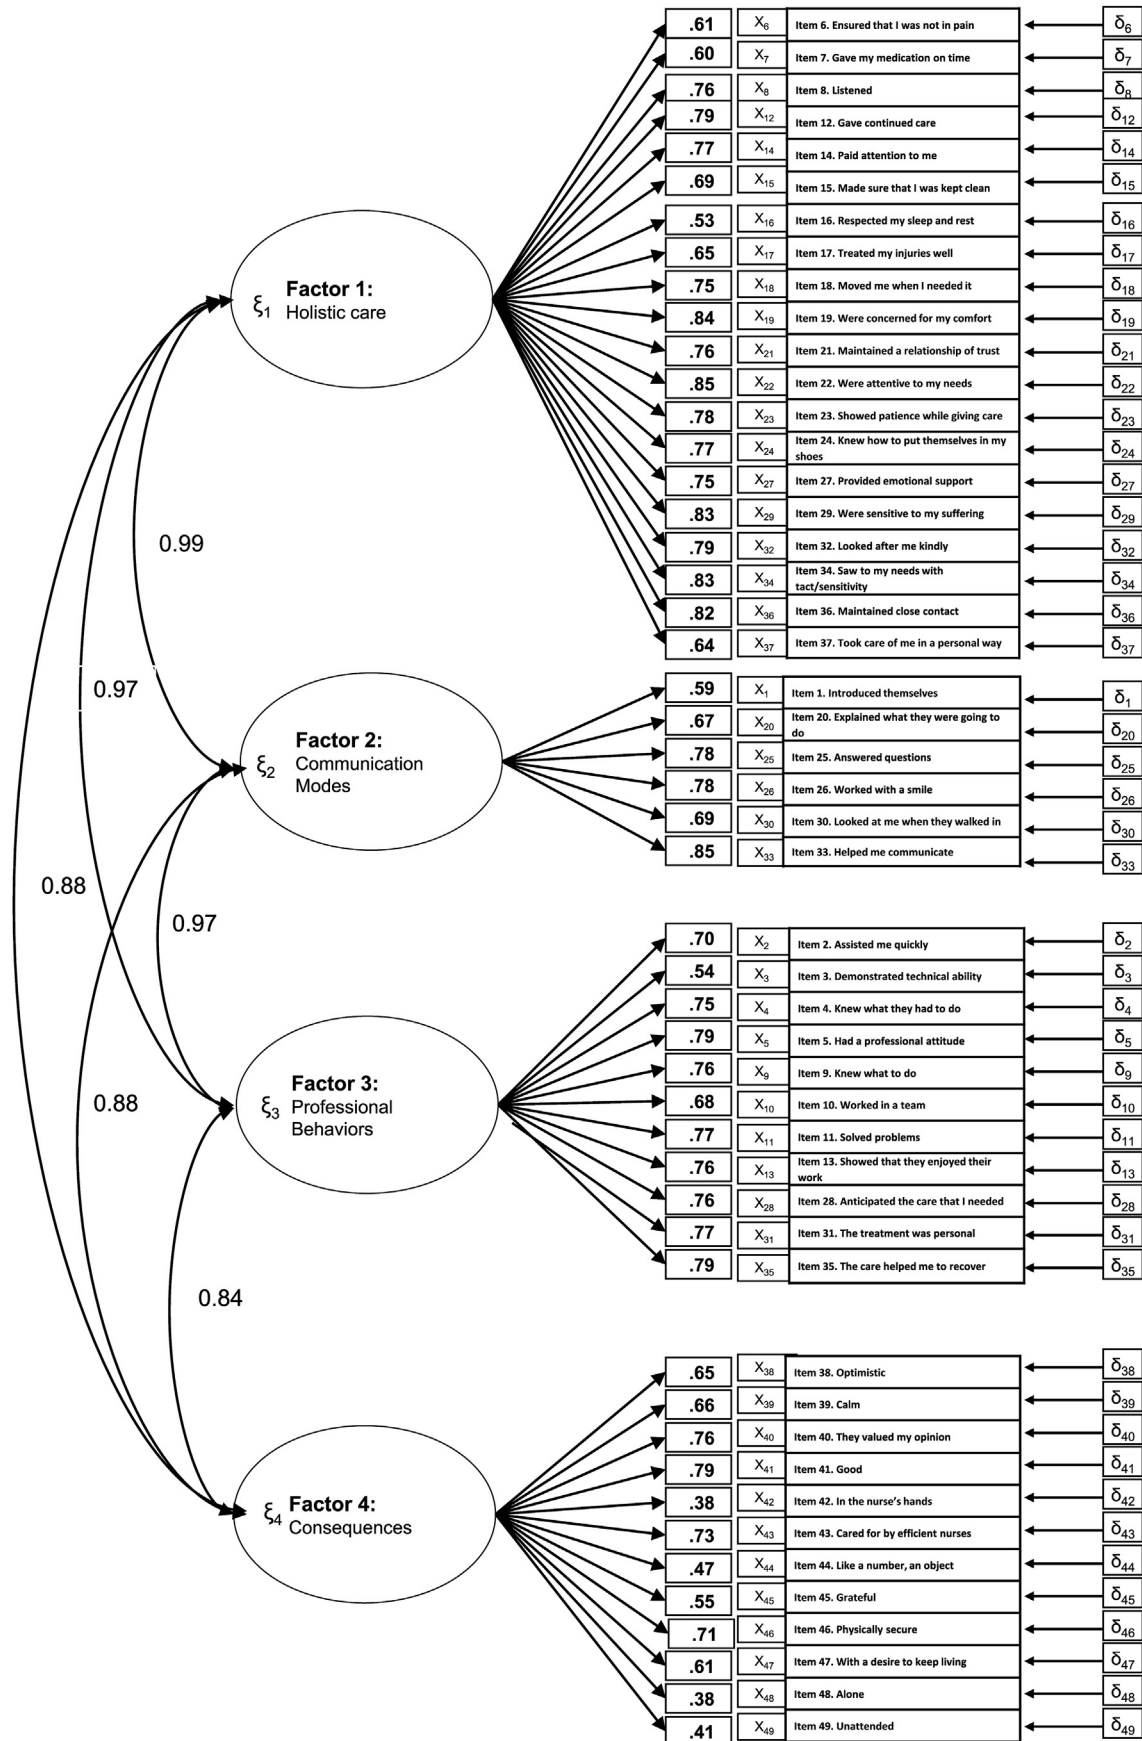 .61 X6 Item 6. Ensured that I was not in pain δ6
.60 X7 Item 7. Gave my medication on time δ7
.76 X8 Item 8. Listened δ8
.79 X12 Item 12. Gave continued care δ12
.77 X14 Item 14. Paid attention to me δ14
.69 X15 Item 15. Made sure that I was kept clean δ15
.53 X16 Item 16. Respected my sleep and rest δ16
.65 X17 Item 17. Treated my injuries well δ17
.75 X18 Item 18. Moved me when I needed it δ18
.84 X19 Item 19. Were concerned for my comfort δ19
.76 X21 Item 21. Maintained a relationship of trust δ21
.85 X22 Item 22. Were attentive to my needs δ22
.78 X23 Item 23. Showed patience while giving care δ23
.77 X24 Item 24. Knew how to put themselves in my
shoes δ24
.75 X27 Item 27. Provided emotional support δ27
.83 X29 Item 29. Were sensitive to my suffering δ29
.79 X32 Item 32. Looked after me kindly δ32
.83 X34 Item 34. Saw to my needs with
tact/sensitivity δ34
.82 X36 Item 36. Maintained close contact δ36
.64 X37 Item 37. Took care of me in a personal way δ37
Factor 1:
ξ1 Holistic care
0.99
0.97
.59 X1 Item 1. Introduced themselves δ1
.67 X20 Item 20. Explained what they were going to
do δ20
.78 X25 Item 25. Answered questions δ25
.78 X26 Item 26. Worked with a smile δ26
.69 X30 Item 30. Looked at me when they walked in δ30
.85 X33 Item 33. Helped me communicate δ33
Factor 2:
ξ2 Communication
Modes
0.88
0.97
.70 X2 Item 2. Assisted me quickly δ2
.54 X3 Item 3. Demonstrated technical ability δ3
.75 X4 Item 4. Knew what they had to do δ4
.79 X5 Item 5. Had a professional attitude δ5
.76 X9 Item 9. Knew what to do δ9
.68 X10 Item 10. Worked in a team δ10
.77 X11 Item 11. Solved problems δ11
.76 X13 Item 13. Showed that they enjoyed their
work δ13
.76 X28 Item 28. Anticipated the care that I needed δ28
.77 X31 Item 31. The treatment was personal δ31
.79 X35 Item 35. The care helped me to recover δ35
Factor 3:
ξ3 Professional
Behaviors
0.88
0.84
.65 X38 Item 38. Optimistic δ38
.66 X39 Item 39. Calm δ39
.76 X40 Item 40. They valued my opinion δ40
.79 X41 Item 41. Good δ41
.38 X42 Item 42. In the nurse's hands δ42
.73 X43 Item 43. Cared for by efficient nurses δ43
.47 X44 Item 44. Like a number, an object δ44
.55 X45 Item 45. Grateful δ45
.71 X46 Item 46. Physically secure δ46
.61 X47 Item 47. With a desire to keep living δ47
.38 X48 Item 48. Alone δ48
.41 X49 Item 49. Unattended δ49
Factor 4:
ξ4 Consequences